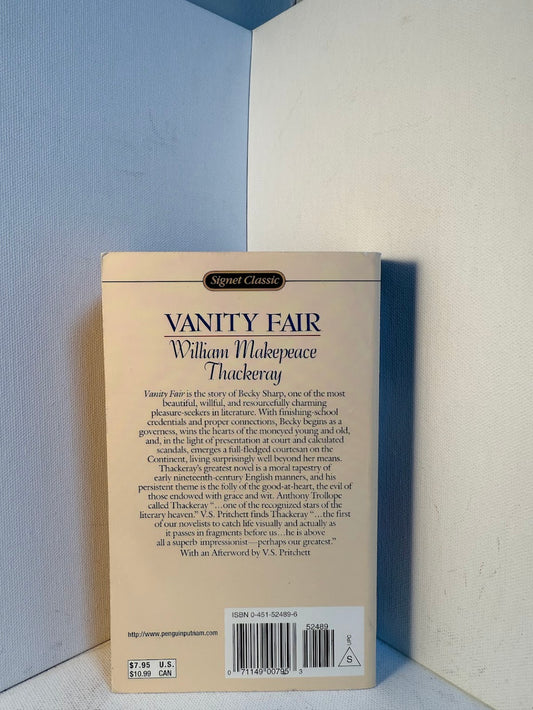 Signet Classic
VANITY FAIR
William Makepeace
Thackeray
Vanity Fair is the story of Becky Sharp, one of the most
beautiful, willful, and resourcefully charming
pleasure-seekers in literature. With finishing-school
credentials and proper connections, Becky begins as a
governess, wins the hearts of the moneyed young and old,
and, in the light of presentation at court and calculated
scandals, emerges a full-fledged courtesan on the
Continent, living surprisingly well beyond her means.
Thackeray's greatest novel is a moral tapestry of
early nineteenth-century English manners, and his
persistent theme is the folly of the good-at-heart, the evil of
those endowed with grace and wit. Anthony Trollope
called Thackeray “...one of the recognized stars of the
literary heaven.” V.S. Pritchett finds Thackeray “...the first
of our novelists to catch life visually and actually as
it passes in fragments before us...he is above
all a superb impressionist—perhaps our greatest.”
With an Afterword by V.S. Pritchett
ISBN 0-451-52489-6
52489
http://www.penguinputnam.com
UPC
S
$7.95 U.S.
$10.99 CAN
0 71149 00795 3